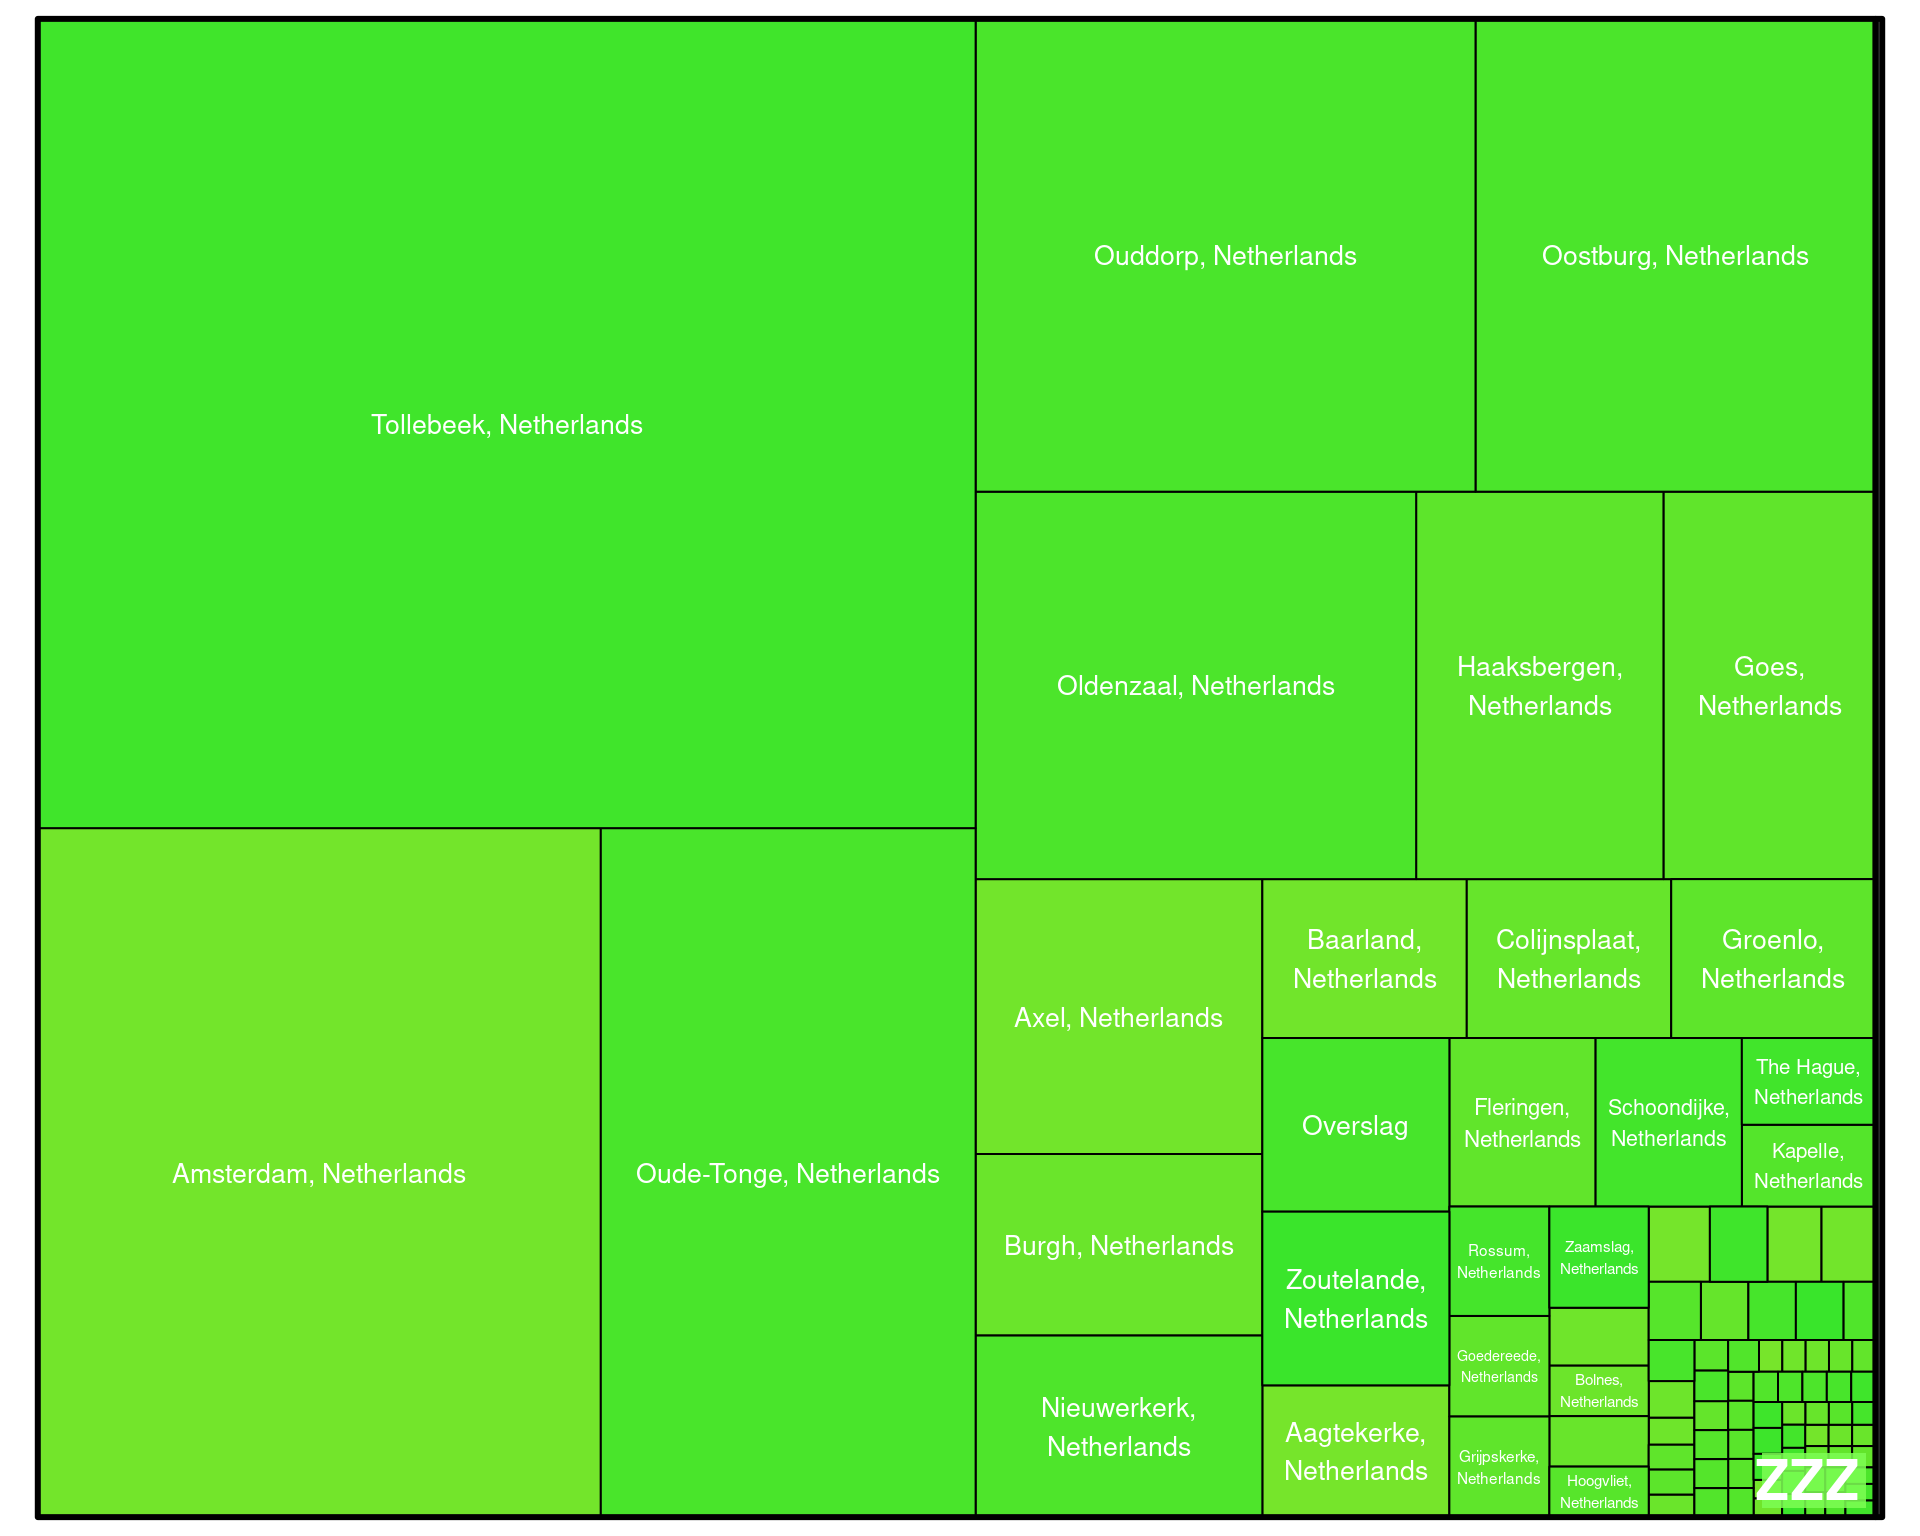 Tollebeek, Netherlands
Ouddorp, Netherlands
Oostburg, Netherlands
Oldenzaal, Netherlands
Haaksbergen,
Netherlands
Goes,
Netherlands
Amsterdam, Netherlands
Oude-Tonge, Netherlands
Axel, Netherlands
Burgh, Netherlands
Nieuwerkerk,
Netherlands
Baarland,
Netherlands
Colijnsplaat,
Netherlands
Groenlo,
Netherlands
Overslag
Zoutelande,
Netherlands
Aagtekerke,
Netherlands
Fleringen,
Netherlands
Schoondijke,
Netherlands
The Hague,
Netherlands
Kapelle,
Netherlands
Rossum,
Netherlands
Goedereede,
Netherlands
Grijpskerke,
Netherlands
Zaamslag,
Netherlands
Bolnes,
Netherlands
Hoogvliet,
Netherlands
ZZZ